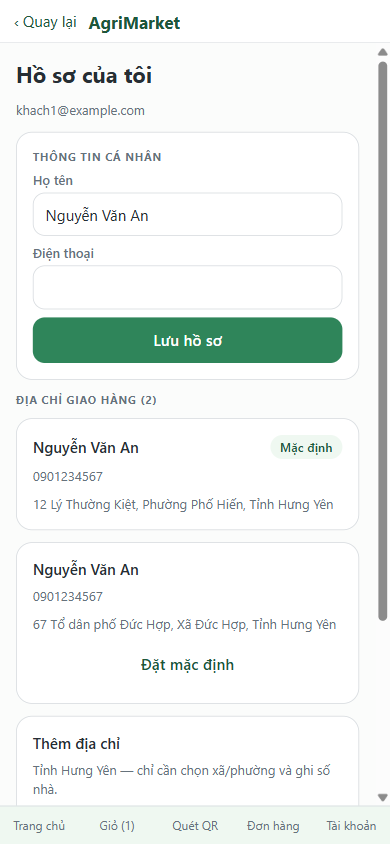 ‹ Quay lại AgriMarket
Hồ sơ của tôi
khach1@example.com
THÔNG TIN CÁ NHÂN
Họ tên
Nguyễn Văn An
Điện thoại
Lưu hồ sơ
ĐỊA CHỈ GIAO HÀNG (2)
Nguyễn Văn An Mặc định
0901234567
12 Lý Thường Kiệt, Phường Phố Hiến, Tỉnh Hưng Yên
Nguyễn Văn An
0901234567
67 Tổ dân phố Đức Hợp, Xã Đức Hợp, Tỉnh Hưng Yên
Đặt mặc định
Thêm địa chỉ
Tỉnh Hưng Yên — chỉ cần chọn xã/phường và ghi số
nhà.
Trang chủ Giỏ (1) Quét QR Đơn hàng Tài khoản